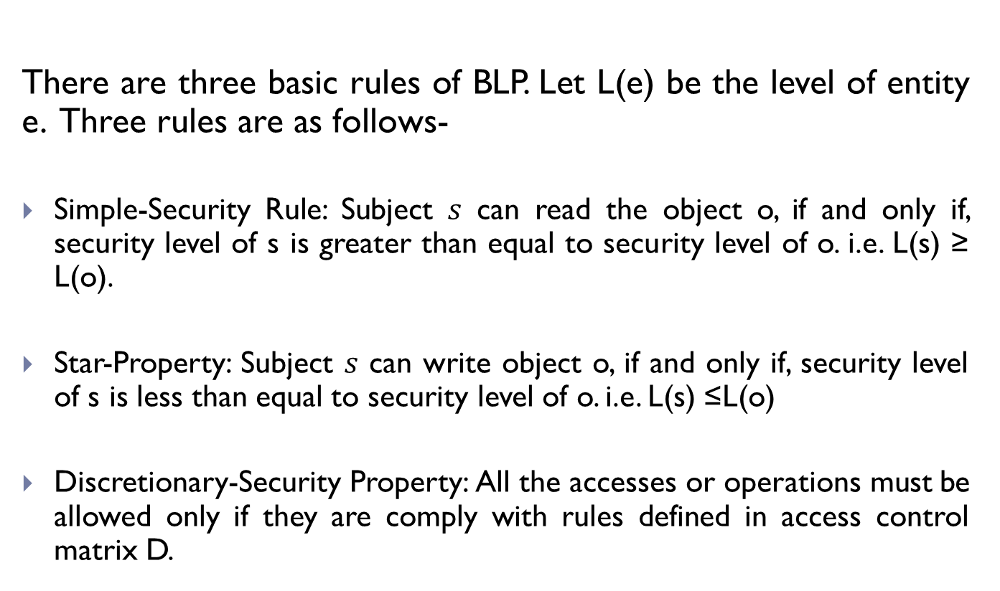 There are three basic rules of BLP. Let L(e) be the level of entity
e. Three rules are as follows-
Simple-Security Rule: Subject s can read the object o, if and only if,
security level of s is greater than equal to security level of o. i.e. L(s) ≥
L(o).
Star-Property: Subject s can write object o, if and only if, security level
of s is less than equal to security level of o. i.e. L(s) ≤L(o)
Discretionary-Security Property: All the accesses or operations must be
allowed only if they are comply with rules defined in access control
matrix D.